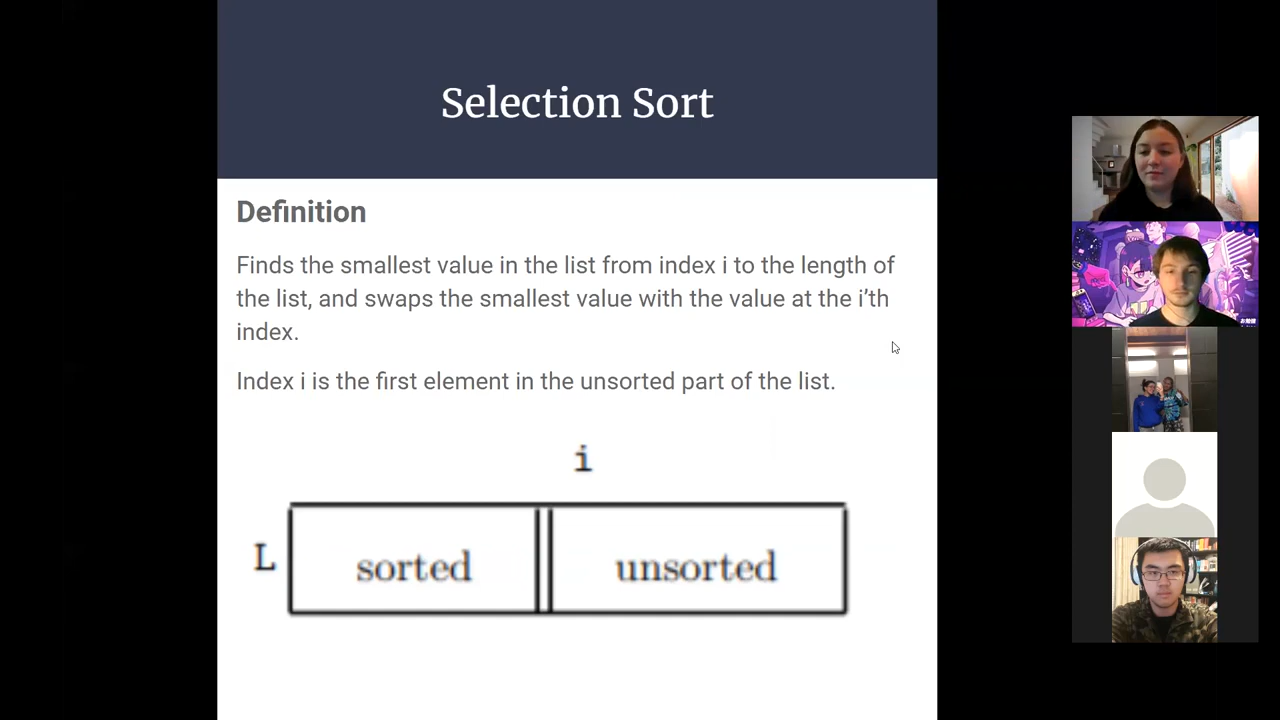 Selection Sort
Definition
Finds the smallest value in the list from index i to the length of
the list, and swaps the smallest value with the value at the i’th
index.
Index i is the first element in the unsorted part of the list.
i
L sorted unsorted